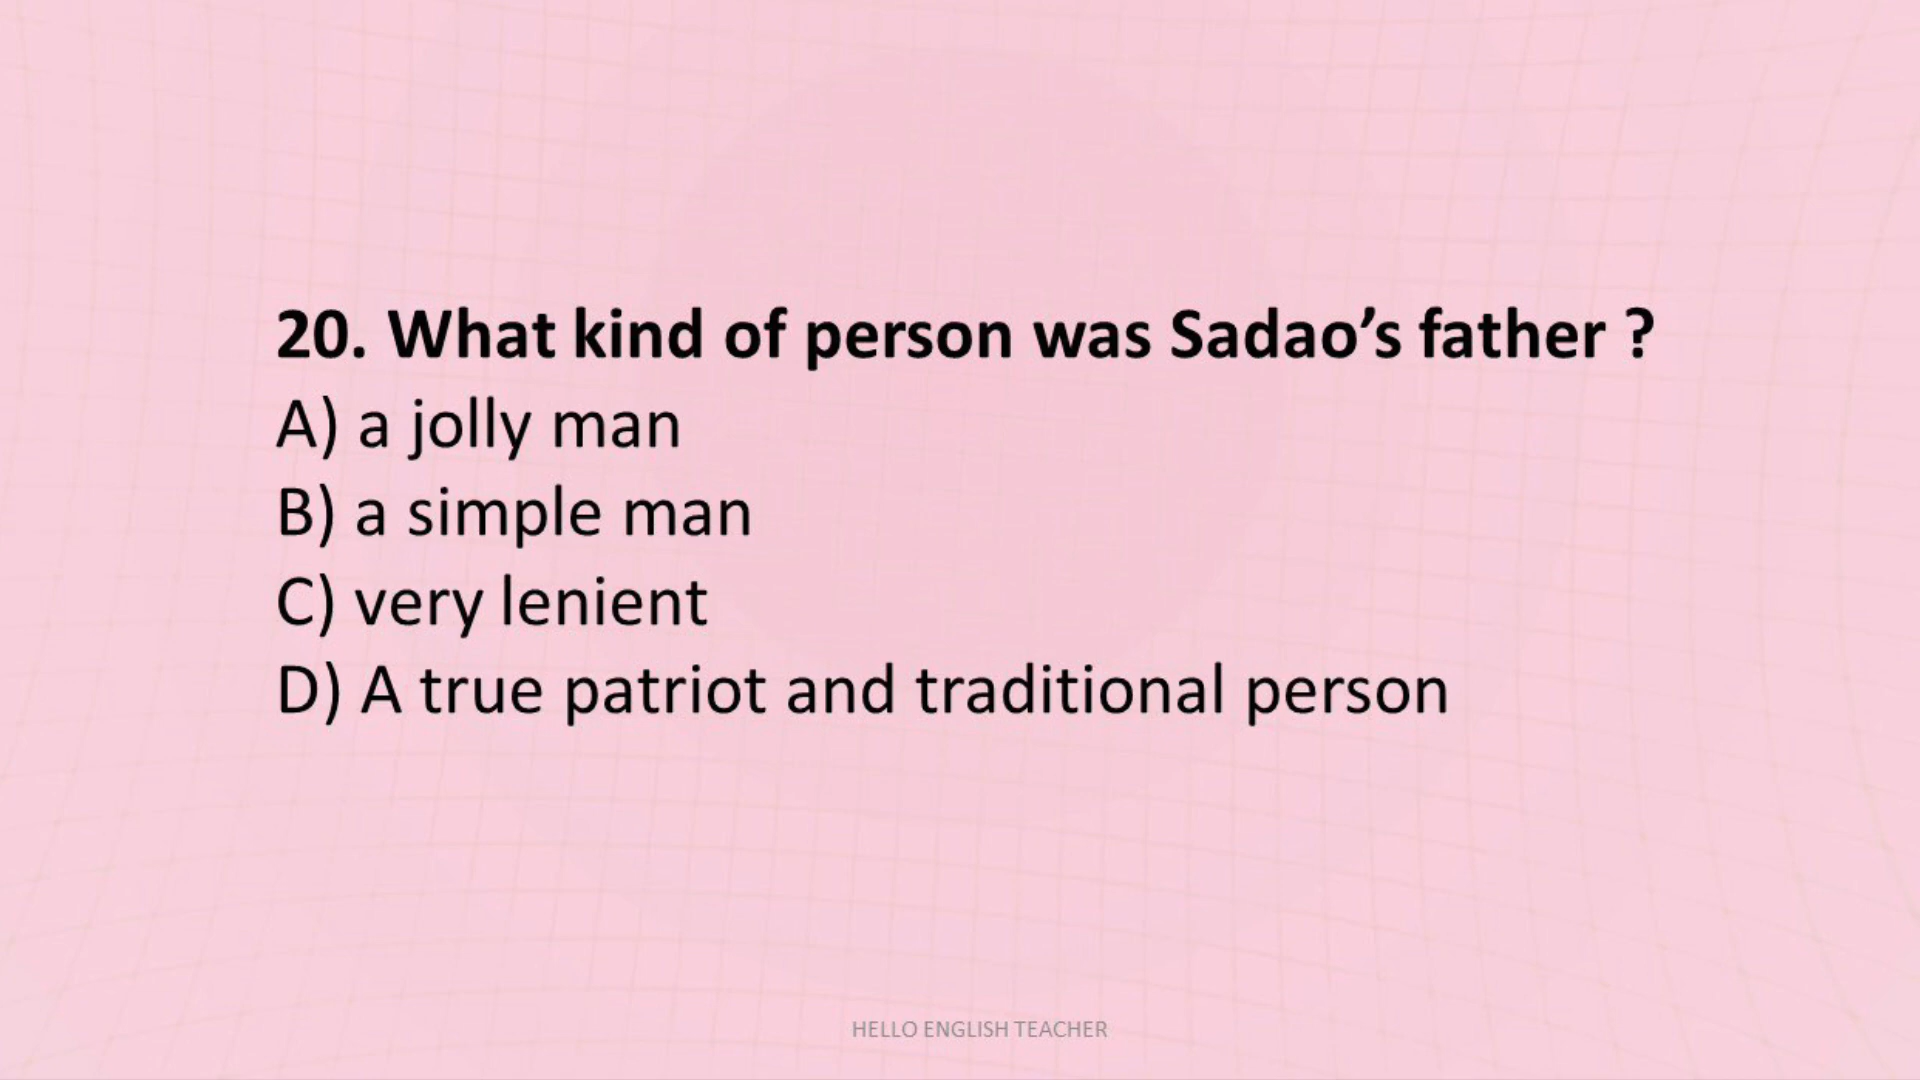 20. What kind of person was Sadao’s father ?
A) a jolly man
B) a simple man
C) very lenient
D) A true patriot and traditional person
HELLO ENGLISH TEACHER